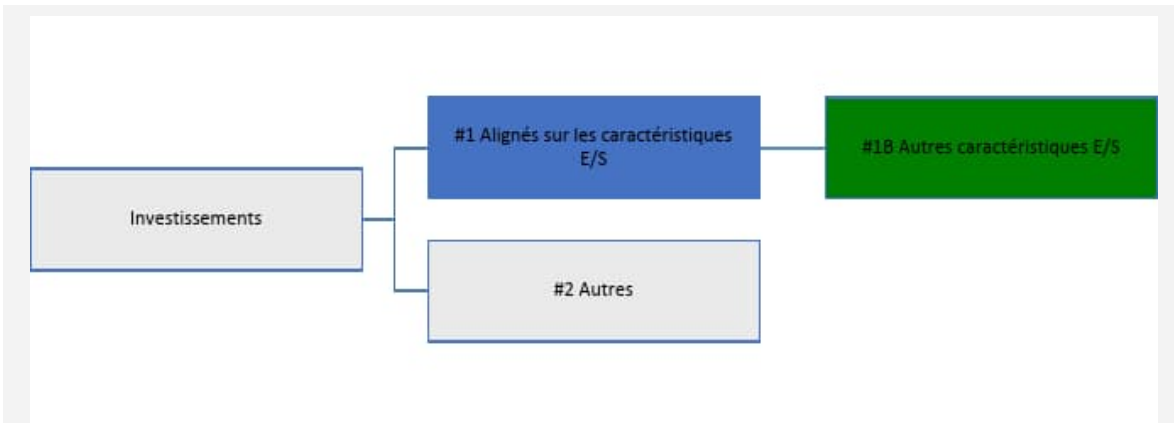 #1 Alignés sur les caractéristiques
E/S
#1B Autres caractéristiques E/S
Investissements
#2 Autres